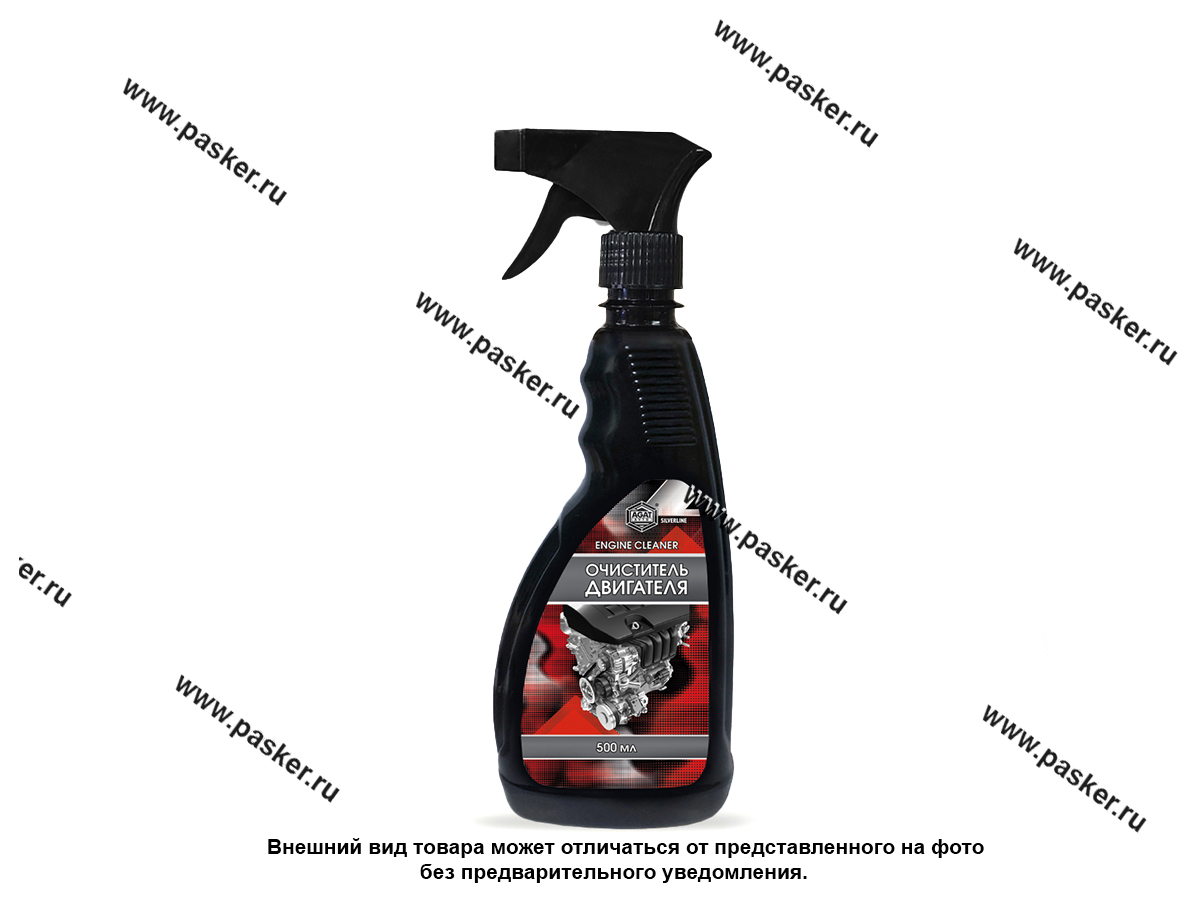 www.pasker.ru
www.pasker.ru
www.pasker.ru
www.pasker.ru
AGAT
AVTO
SILVERLINE
www.pasker.ru
ENGINE CLEANER
ОЧИСТИТЕЛЬ
ДВИГАТЕЛЯ
er.ru
www.pasker.ru
www.pasker.ru
500 мл
Внешний вид товара может отличаться от представленного на фото
без предварительного уведомления.